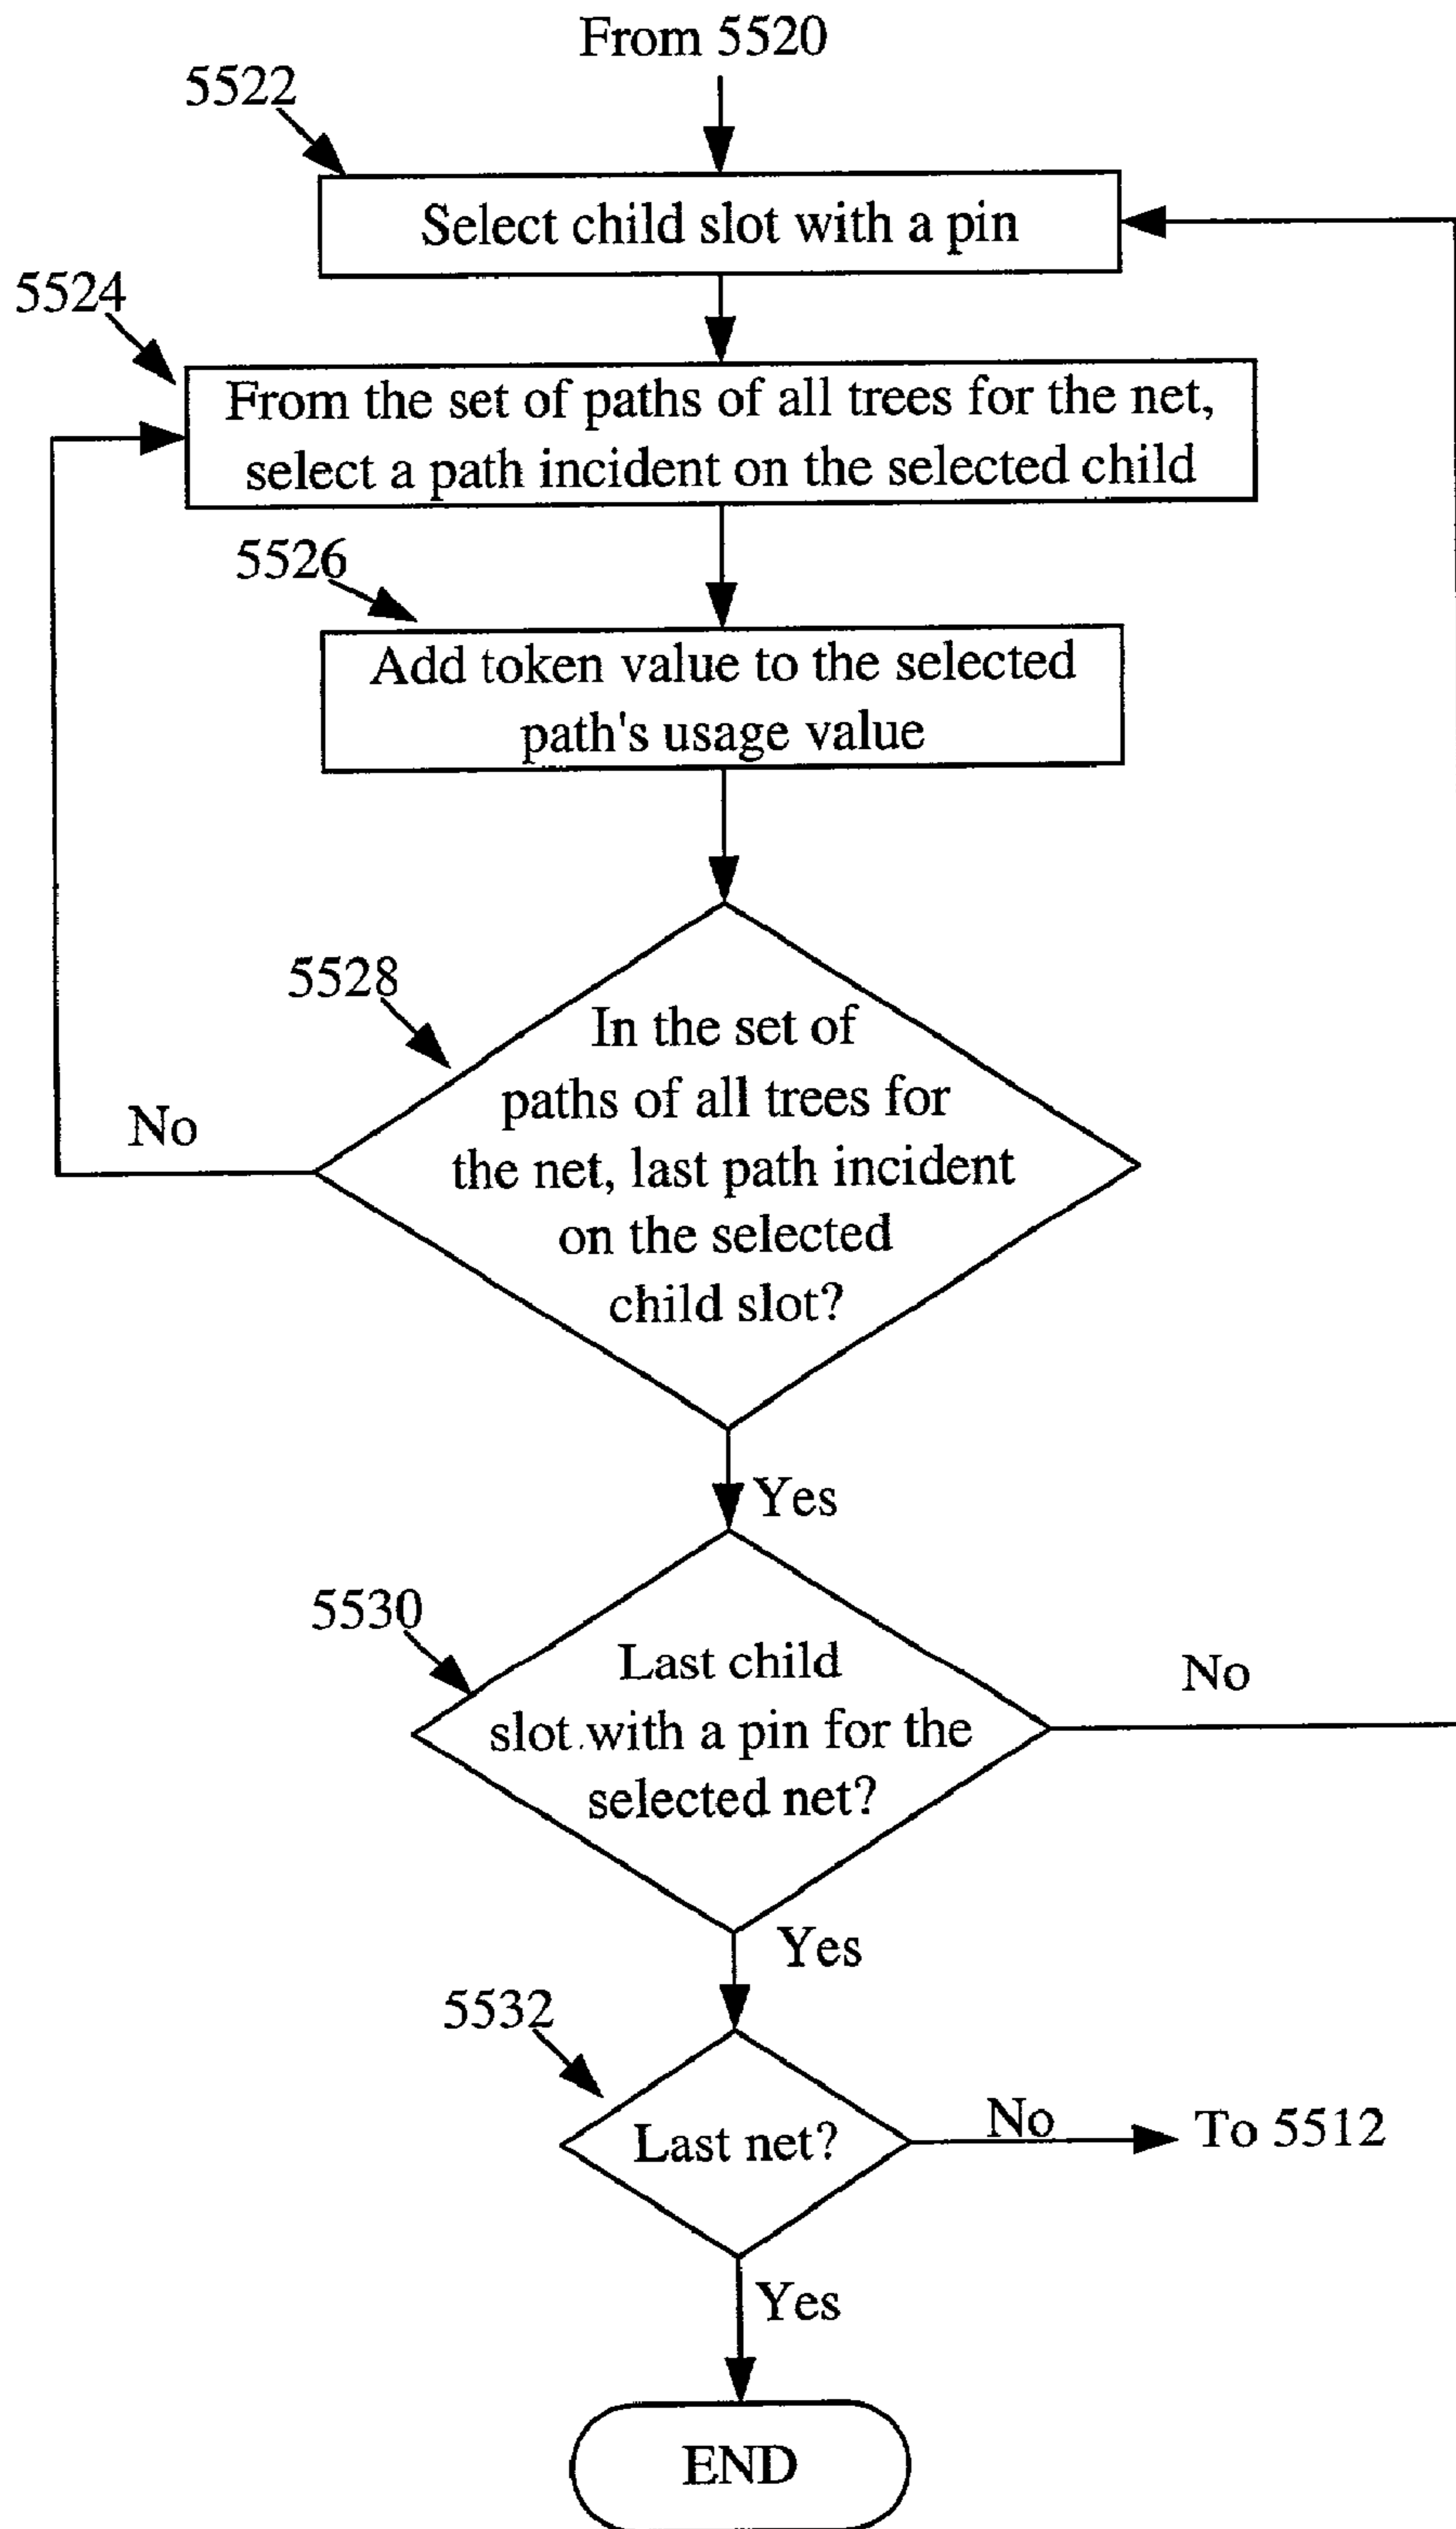 From 5520
5522
Select child slot with a pin
5524
From the set of paths of all trees for the net,
select a path incident on the selected child
5526
Add token value to the selected
path's usage value
5528
In the set of
paths of all trees for
the net, last path incident
on the selected
child slot?
No
Yes
5530
Last child
slot with a pin for the
selected net?
No
Yes
5532
Last net?
No
To 5512
Yes
END